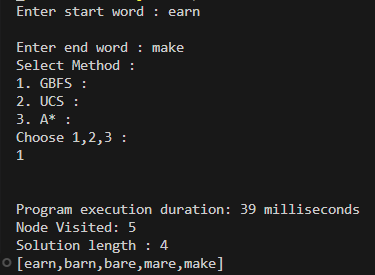 Enter start word : earn
Enter end word : make
Select Method :
1. GBFS :
2. UCS :
3. A* :
Choose 1,2,3 :
1
Program execution duration: 39 milliseconds
Node Visited: 5
Solution length : 4
[earn,barn,bare,mare,make]